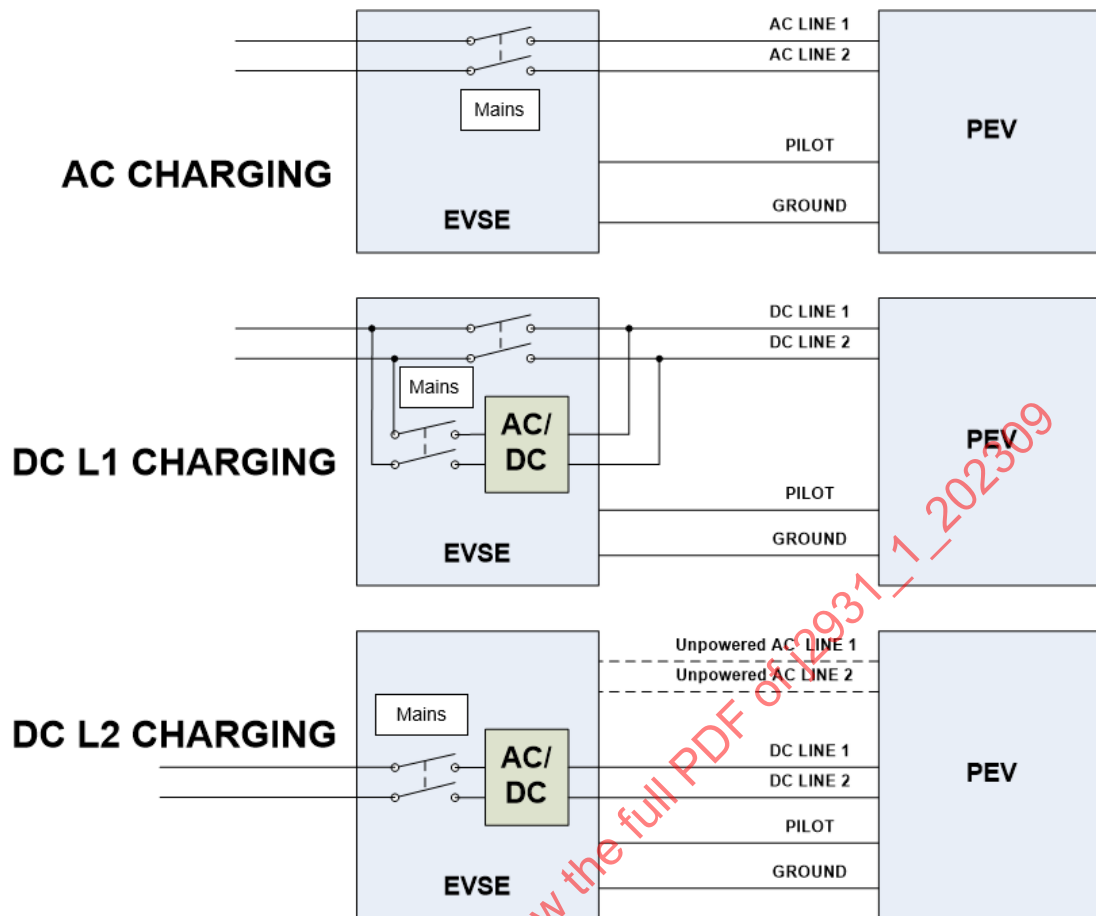 AC LINE 1
AC LINE 2
Mains
PEV
PILOT
AC CHARGING
GROUND
EVSE
DC LINE 1
DC LINE 2
Mains
AC/
DC
PEV
DC L1 CHARGING
PILOT
GROUND
EVSE
Unpowered AC LINE 1
Unpowered AC LINE 2
Mains
DC L2 CHARGING
AC/
DC
DC LINE 1
DC LINE 2
PEV
PILOT
GROUND
EVSE
w the full PDF of j2931_1_202309